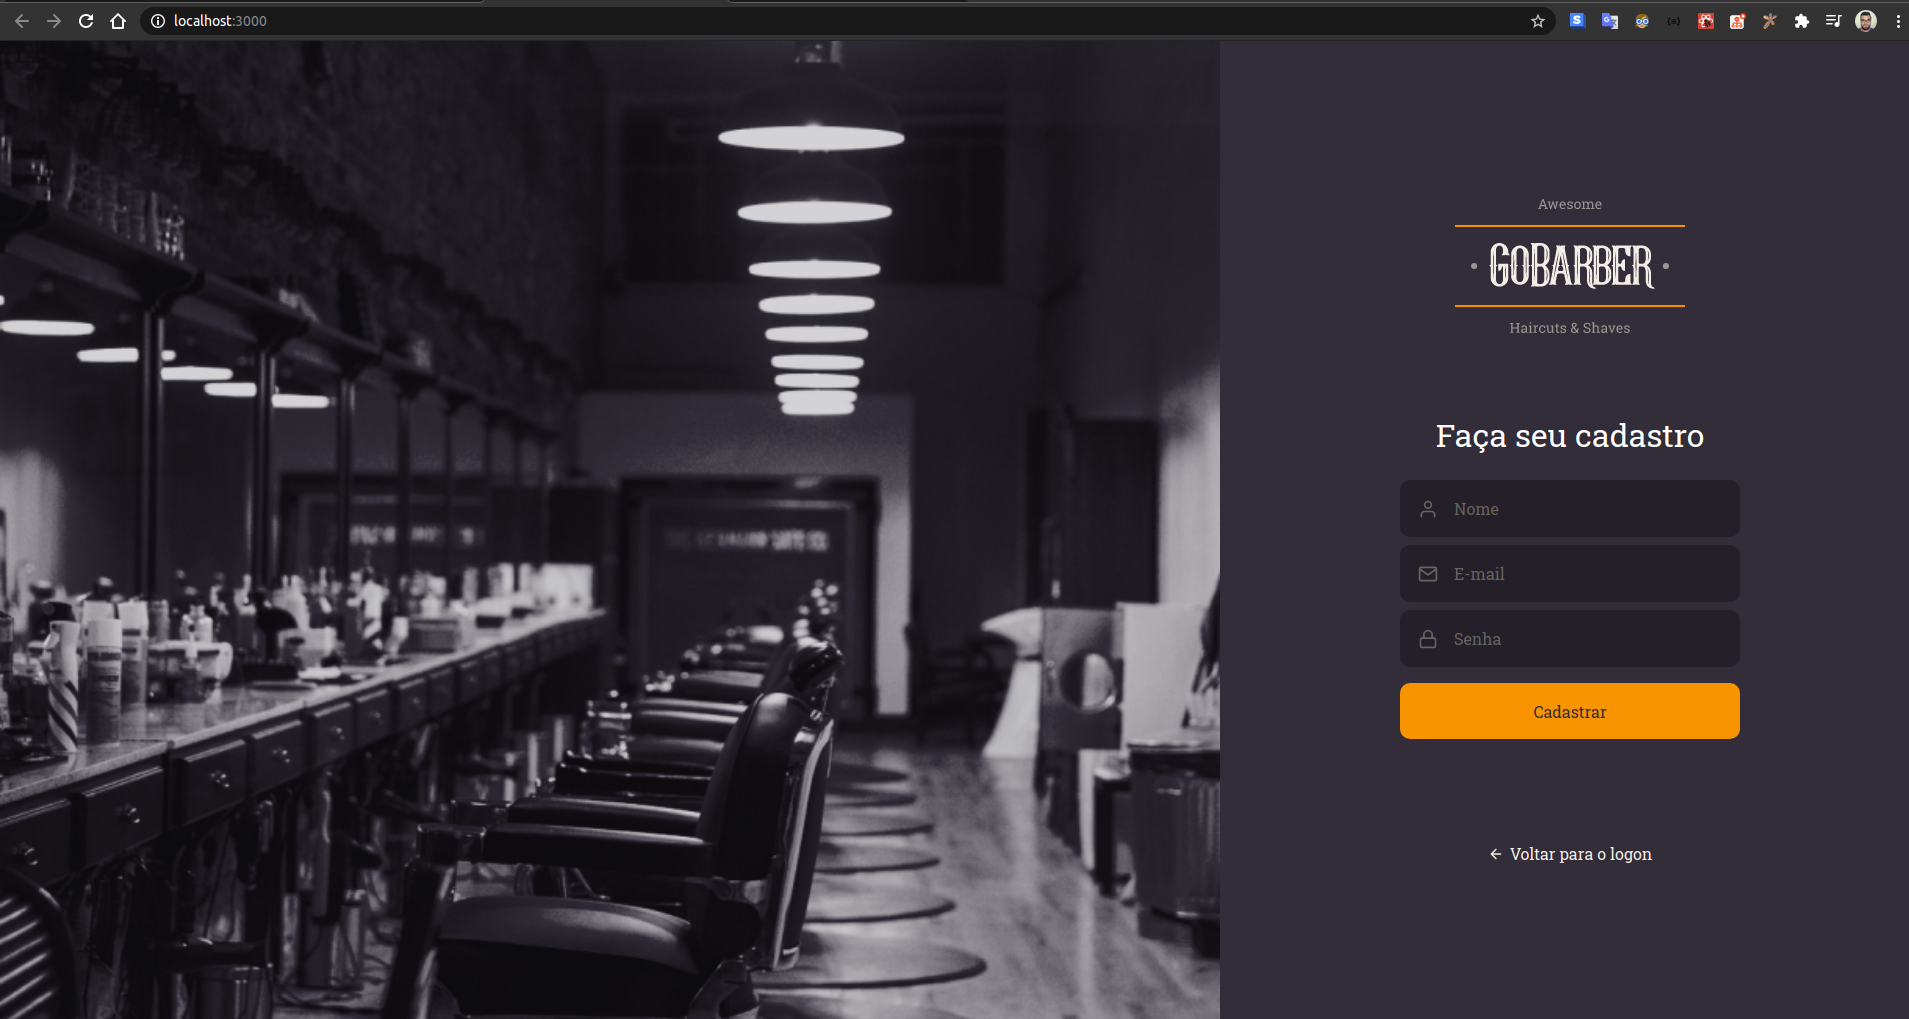 localhost:3000
Awesome
GOBARBER
Haircuts & Shaves
Faça seu cadastro
Nome
E-mail
Senha
Cadastrar
Voltar para o logon